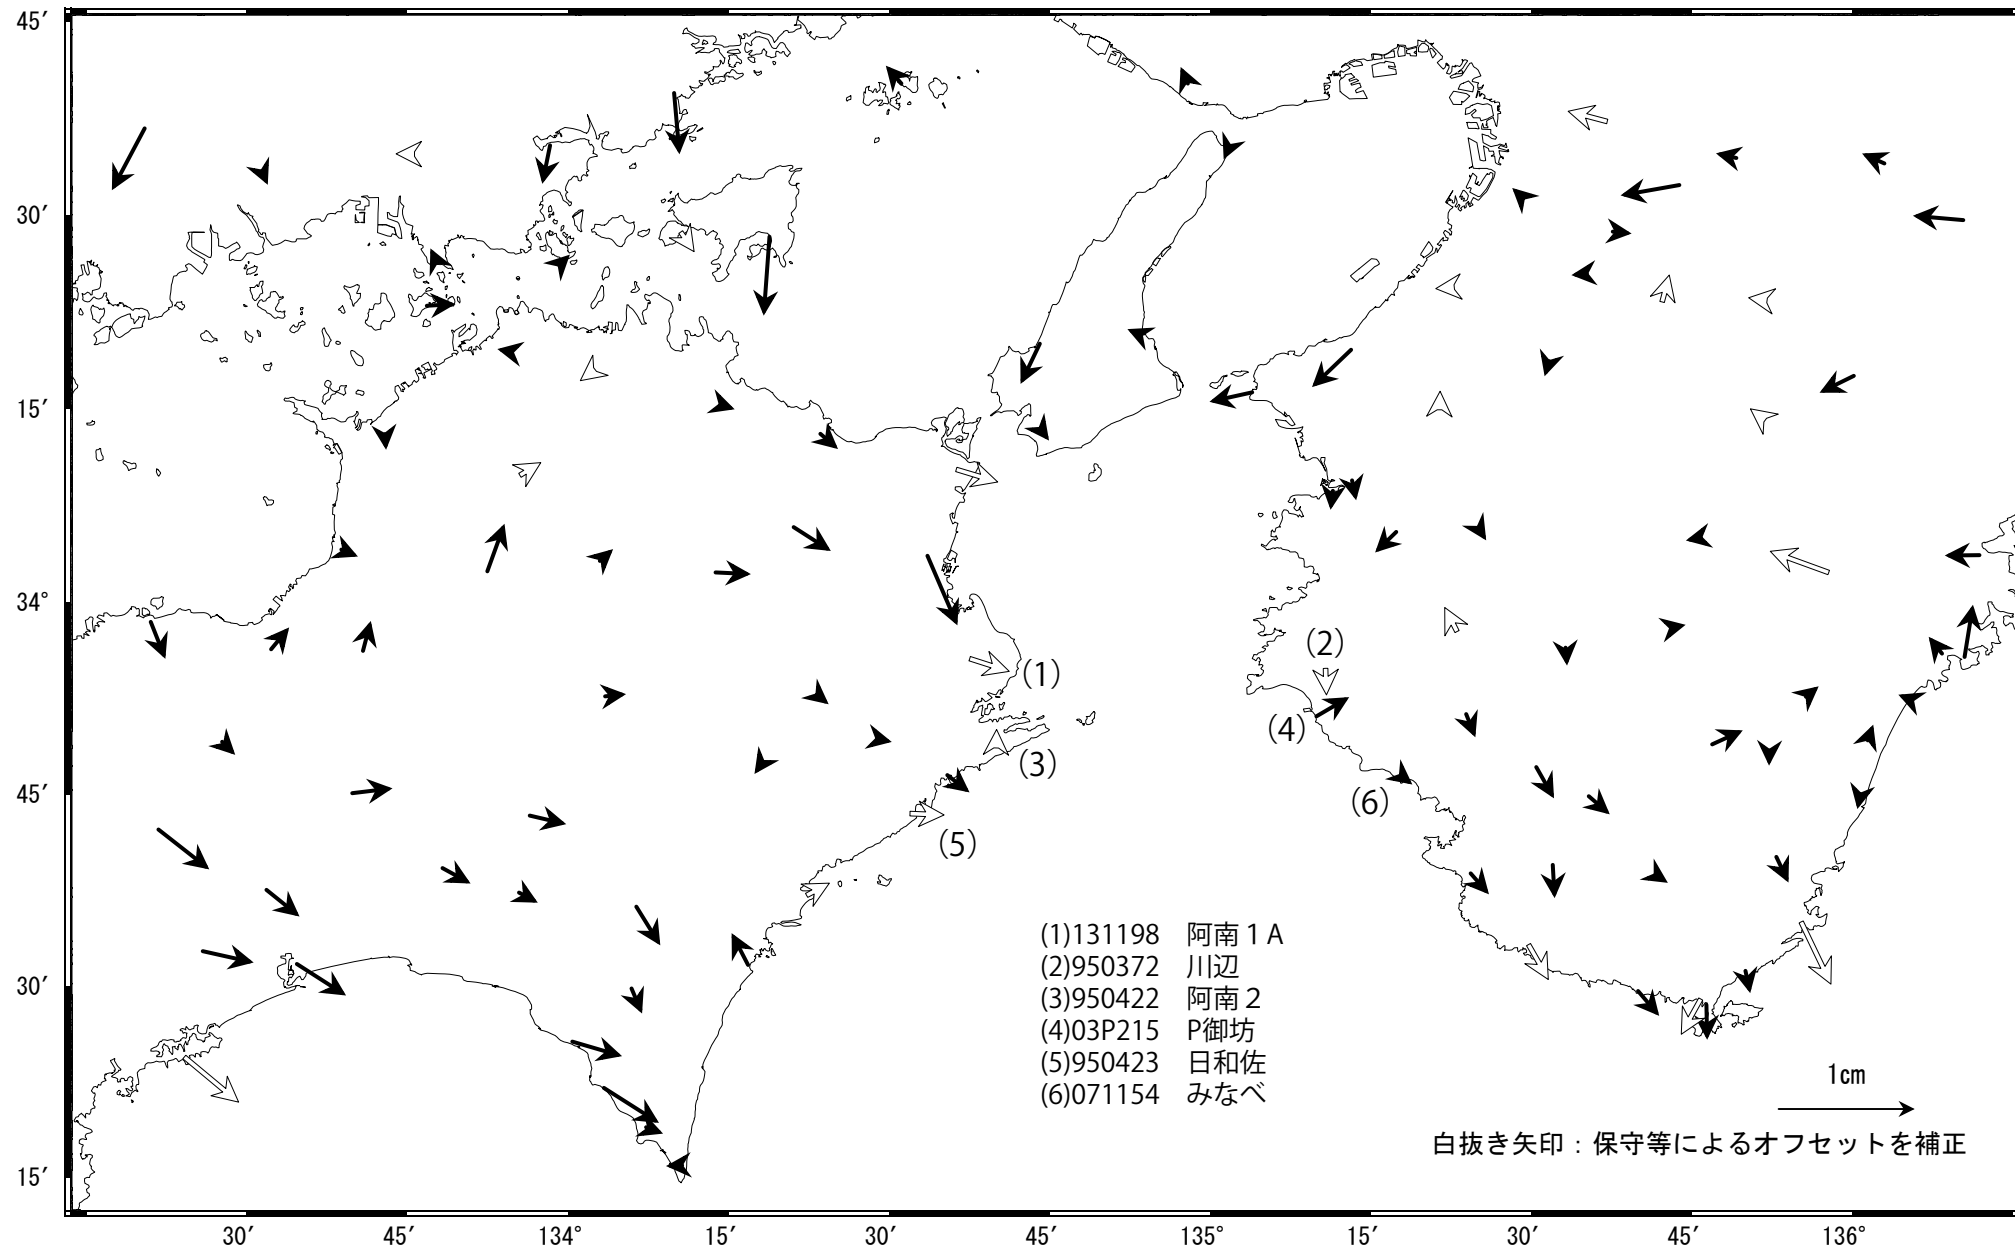 45′
30′
15′
34°
45′
30′
15′
(1)
(2)
(3)
(4)
(5)
(6)
(1)131198 阿南１A
(2)950372 川辺
(3)950422 阿南２
(4)03P215 P御坊
(5)950423 日和佐
(6)071154 みなべ
1cm
白抜き矢印：保守等によるオフセットを補正
30′ 45′ 134° 15′ 30′ 45′ 135° 15′ 30′ 45′ 136°